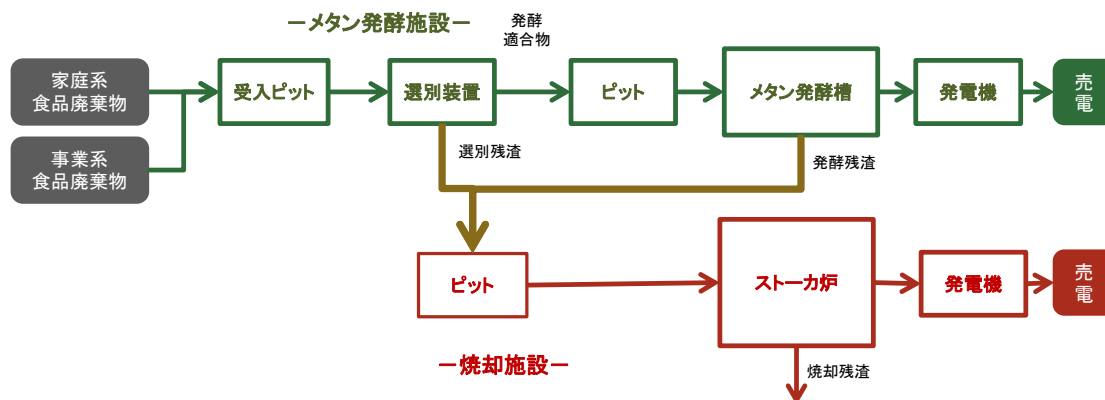 －メタン発酵施設－
発酵
適合物
家庭系
食品廃棄物
受入ピット
選別装置
ピット
メタン発酵槽
発電機
売
電
事業系
食品廃棄物
選別残渣
発酵残渣
ピット
ストーカ炉
発電機
売
電
－焼却施設－
焼却残渣